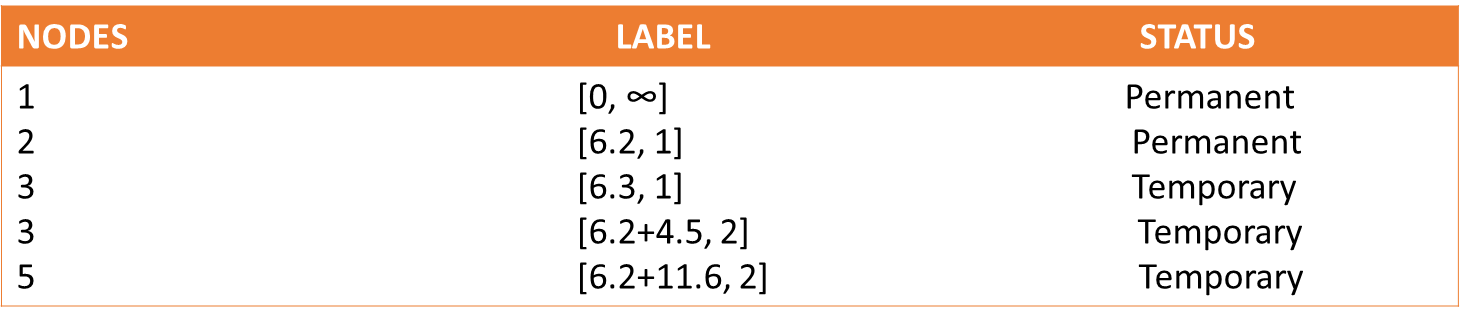 NODES LABEL STATUS
1 [0, ∞] Permanent
2 [6.2, 1] Permanent
3 [6.3, 1] Temporary
3 [6.2+4.5, 2] Temporary
5 [6.2+11.6, 2] Temporary